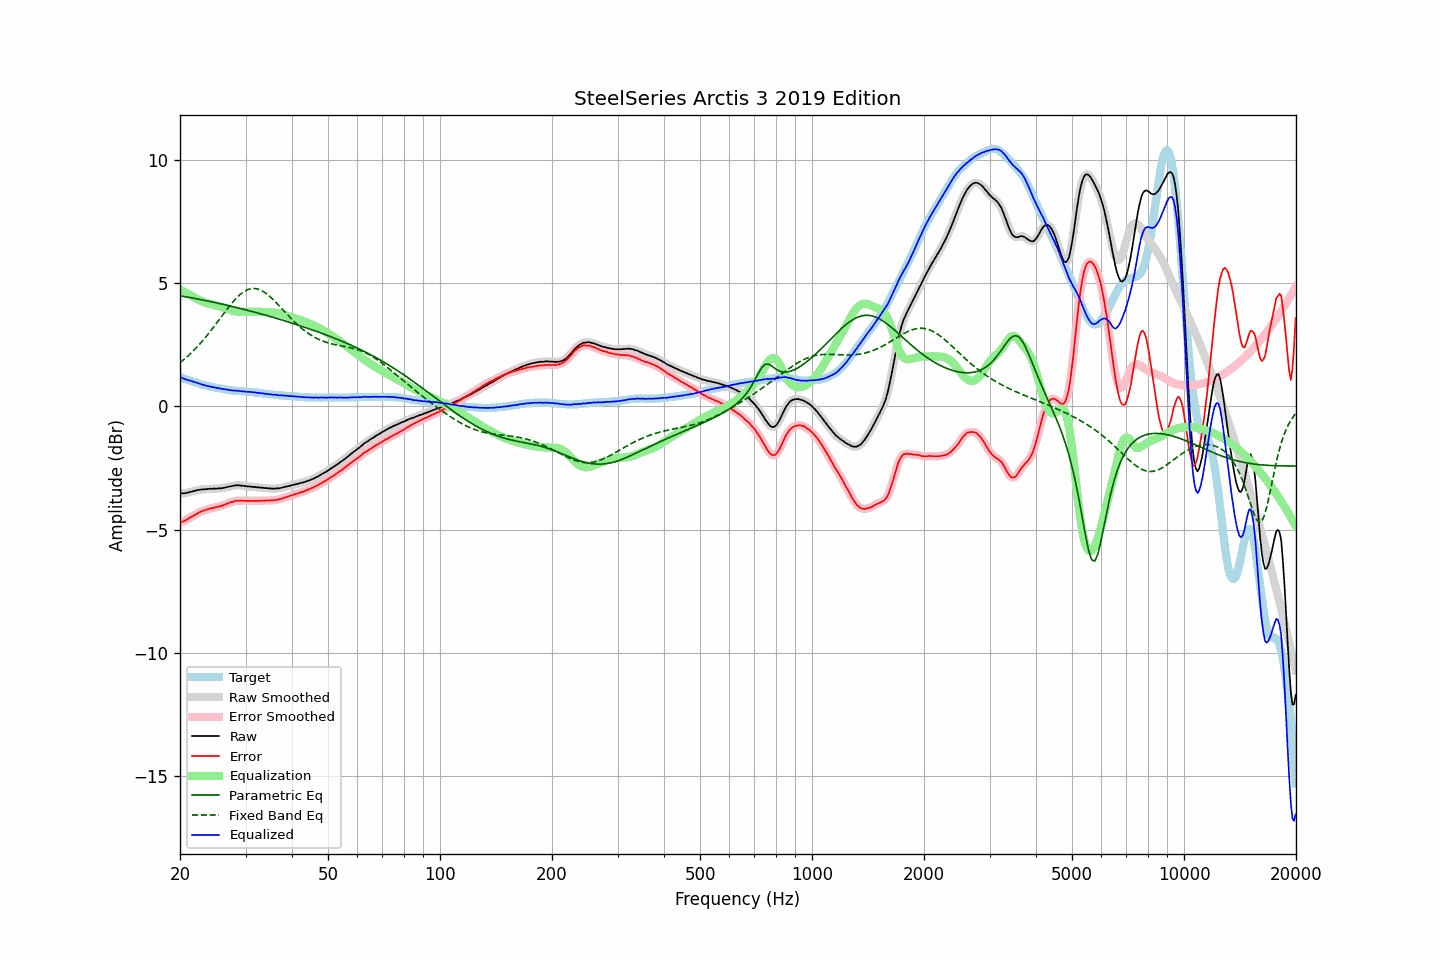 SteelSeries Arctis 3 2019 Edition
Amplitude (dBr)
10
5
0
−5
−10
−15
Target
Raw Smoothed
Error Smoothed
Raw
Error
Equalization
Parametric Eq
Fixed Band Eq
Equalized
20 50 100 200 500 1000 2000 5000 10000 20000
Frequency (Hz)